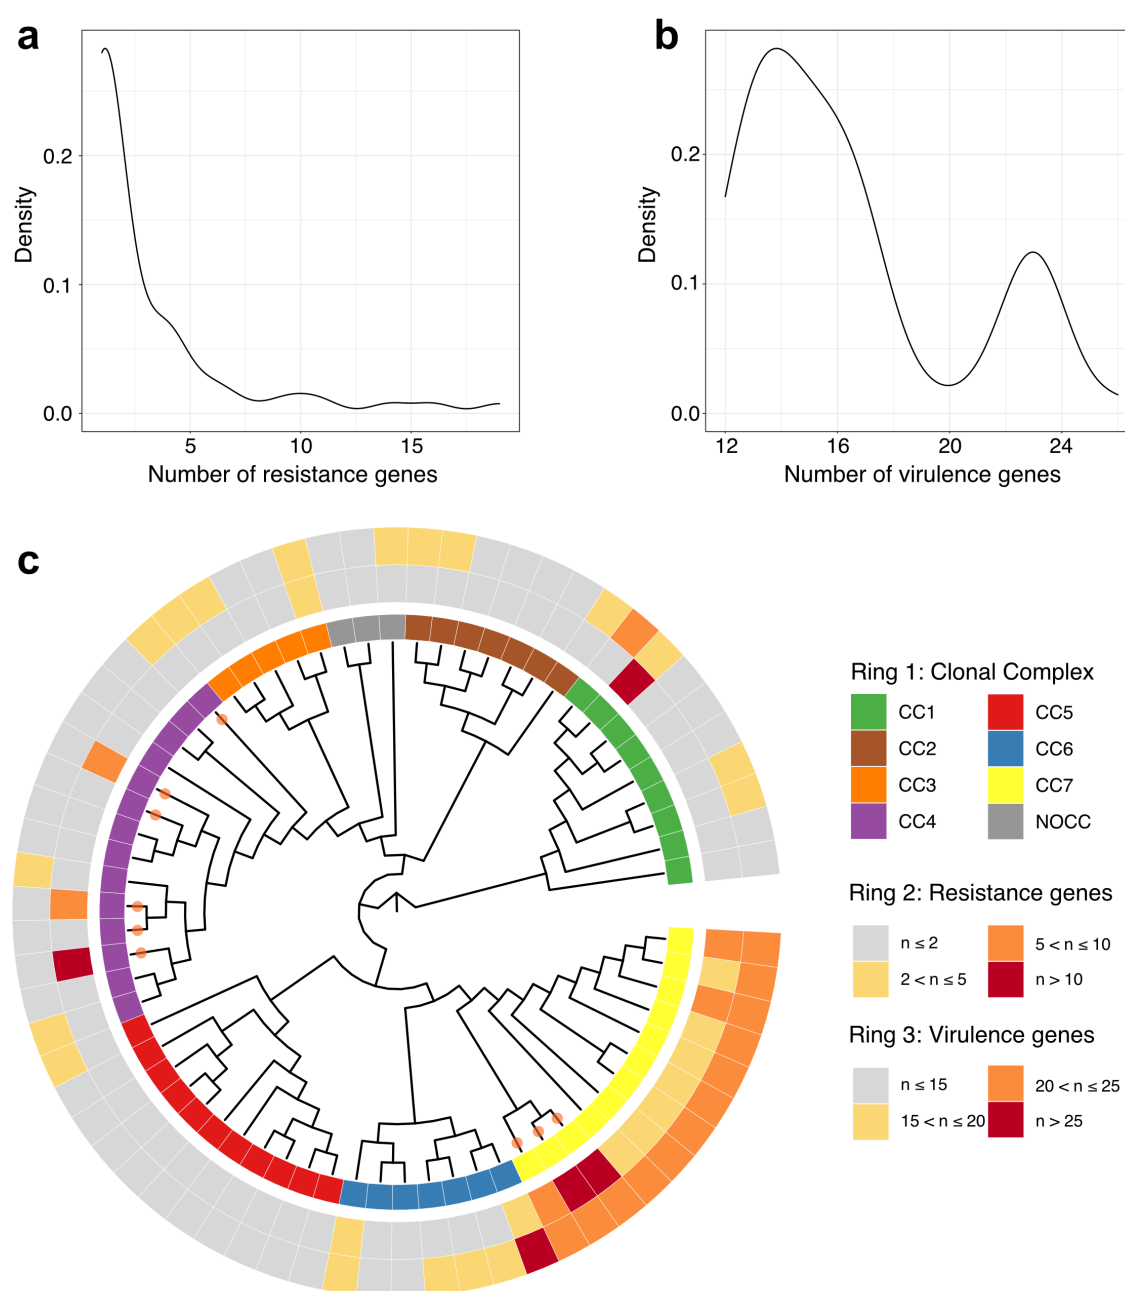 a
b
0.2
0.1
0.0
Density
5 10 15
Number of resistance genes
0.2
0.1
0.0
Density
12 16 20 24
Number of virulence genes
c
Ring 1: Clonal Complex
CC1 CC5
CC2 CC6
CC3 CC7
CC4 NOCC
Ring 2: Resistance genes
n ≤ 2 5 < n ≤ 10
2 < n ≤ 5 n > 10
Ring 3: Virulence genes
n ≤ 15 20 < n ≤ 25
15 < n ≤ 20 n > 25